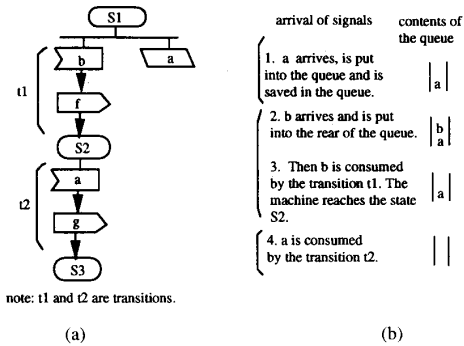 S1
b
a
t1
f
S2
a
t2
g
S3
note: t1 and t2 are transitions.
(a)
arrival of signals
contents of
the queue
1. a arrives, is put
into the queue and is
saved in the queue.
a
2. b arrives and is put
into the rear of the queue.
b
a
3. Then b is consumed
by the transition t1. The
machine reaches the state
S2.
a
4. a is consumed
by the transition t2.
(b)